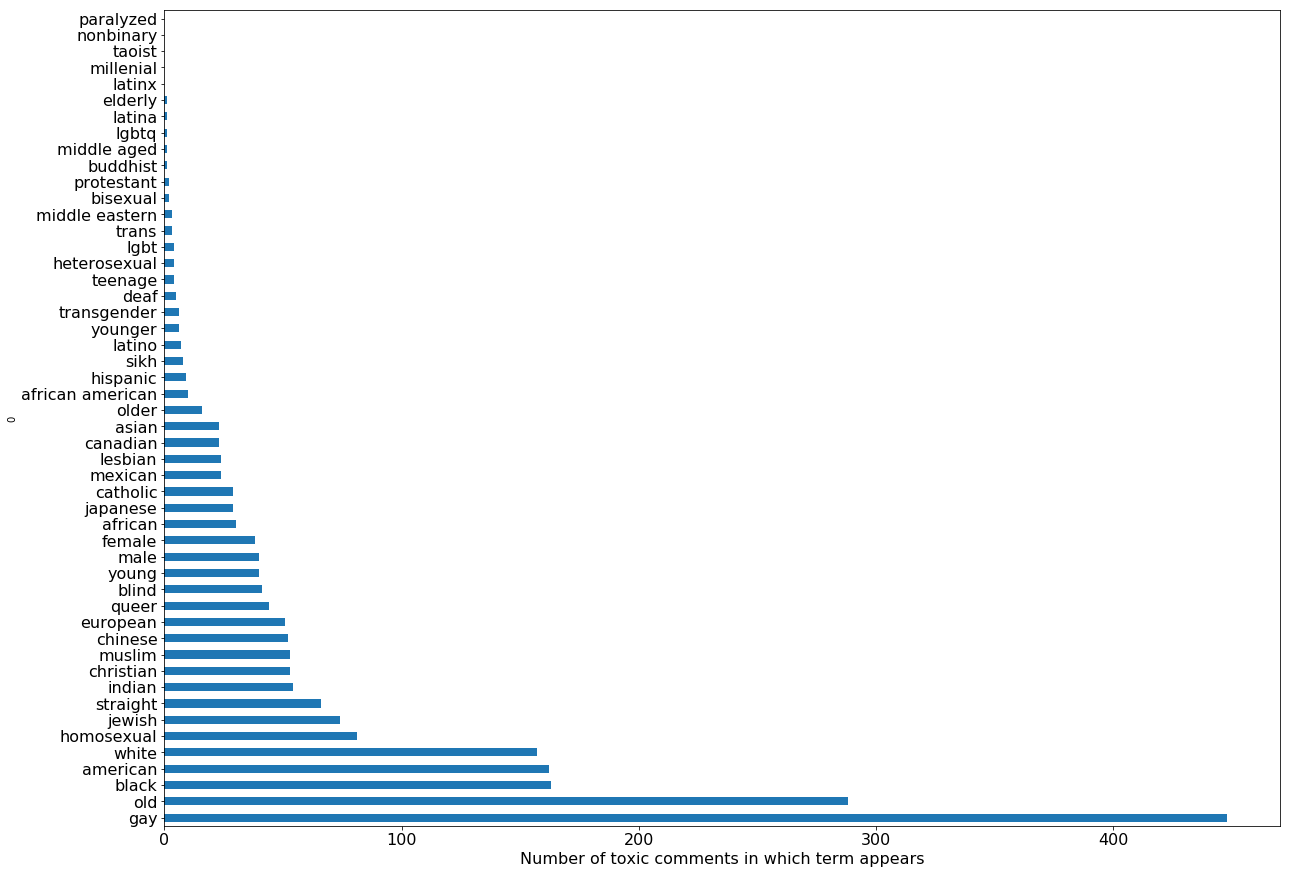 paralyzed
nonbinary
taoist
millenial
latinx
elderly
latina
lgbtq
middle aged
buddhist
protestant
bisexual
middle eastern
trans
lgbt
heterosexual
teenage
deaf
transgender
younger
latino
sikh
hispanic
african american
older
0
asian
canadian
lesbian
mexican
catholic
japanese
african
female
male
young
blind
queer
european
chinese
muslim
christian
indian
straight
jewish
homosexual
white
american
black
old
gay
0 100 200 300 400
Number of toxic comments in which term appears